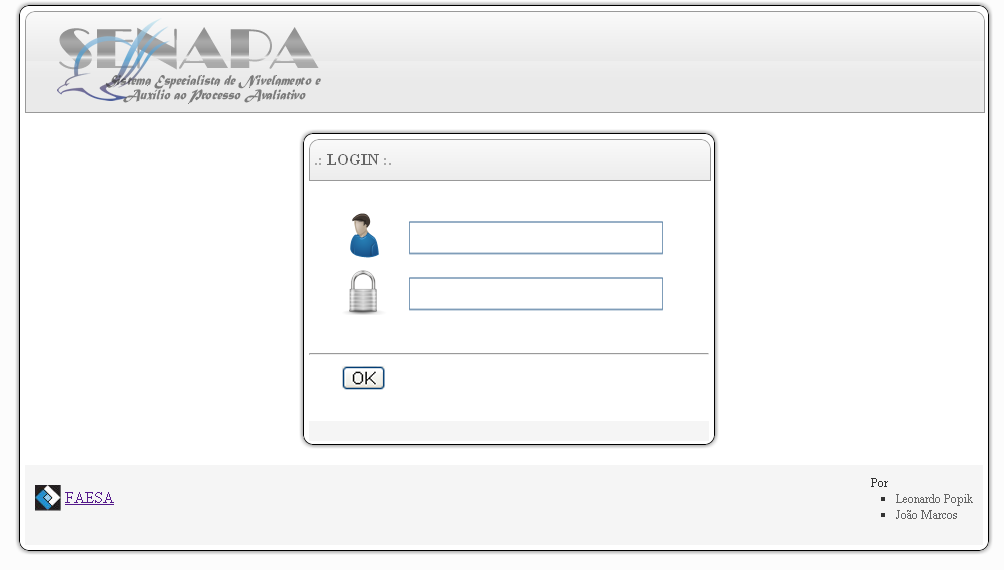 SENAPA
Sistema Especialista de Nivelamento e
Auxílio ao Processo Avaliativo
.: LOGIN :.
OK
FAESA
Por
Leonardo Popik
João Marcos